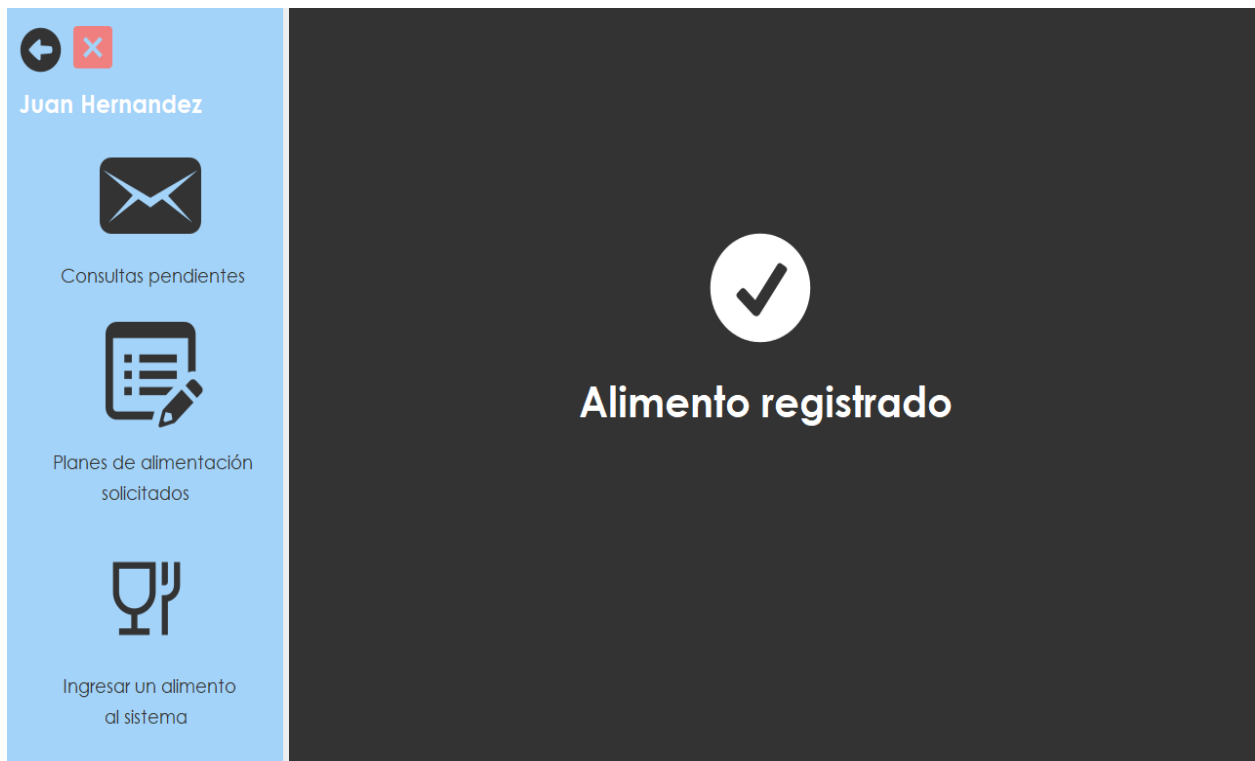 Juan Hernandez
Consultas pendientes
Planes de alimentación
solicitados
Ingresar un alimento
al sistema
Alimento registrado